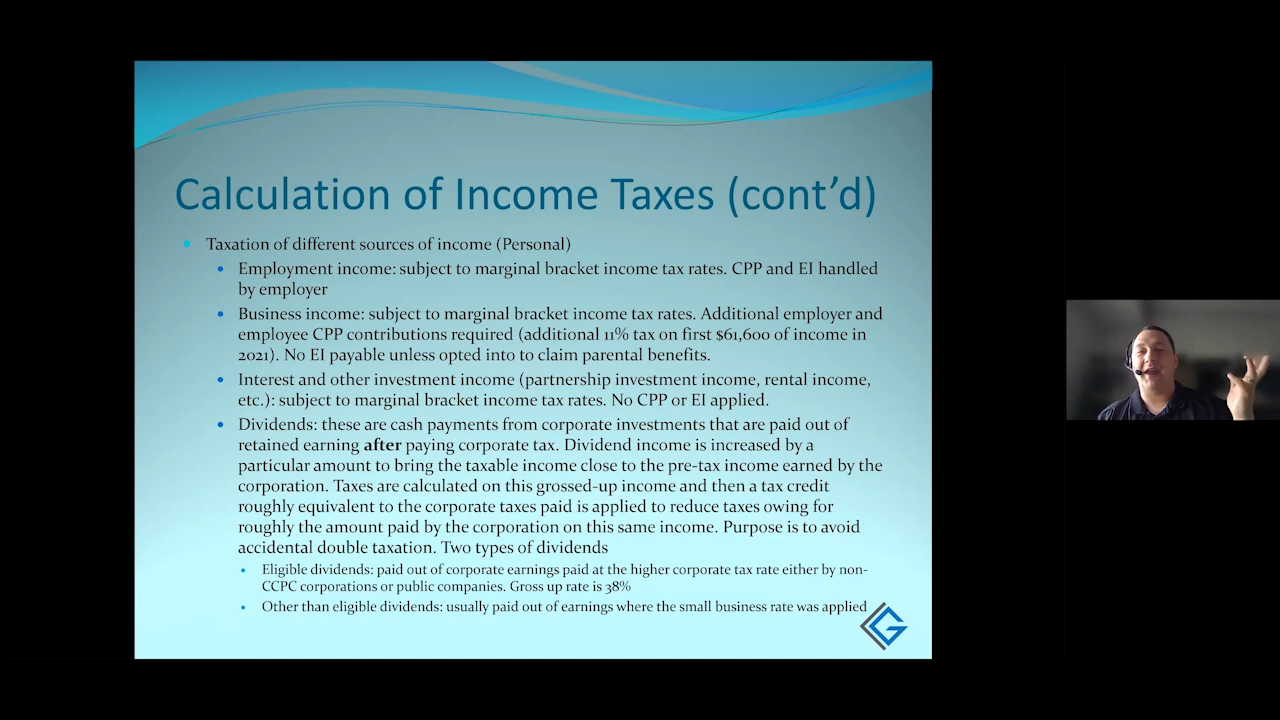 Calculation of Income Taxes (cont’d)
Taxation of different sources of income (Personal)
Employment income: subject to marginal bracket income tax rates. CPP and EI handled
by employer
Business income: subject to marginal bracket income tax rates. Additional employer and
employee CPP contributions required (additional 11% tax on first $61,600 of income in
2021). No EI payable unless opted into to claim parental benefits.
Interest and other investment income (partnership investment income, rental income,
etc.): subject to marginal bracket income tax rates. No CPP or EI applied.
Dividends: these are cash payments from corporate investments that are paid out of
retained earning after paying corporate tax. Dividend income is increased by a
particular amount to bring the taxable income close to the pre-tax income earned by the
corporation. Taxes are calculated on this grossed-up income and then a tax credit
roughly equivalent to the corporate taxes paid is applied to reduce taxes owing for
roughly the amount paid by the corporation on this same income. Purpose is to avoid
accidental double taxation. Two types of dividends
Eligible dividends: paid out of corporate earnings paid at the higher corporate tax rate either by non-
CCPC corporations or public companies. Gross up rate is 38%
Other than eligible dividends: usually paid out of earnings where the small business rate was applied